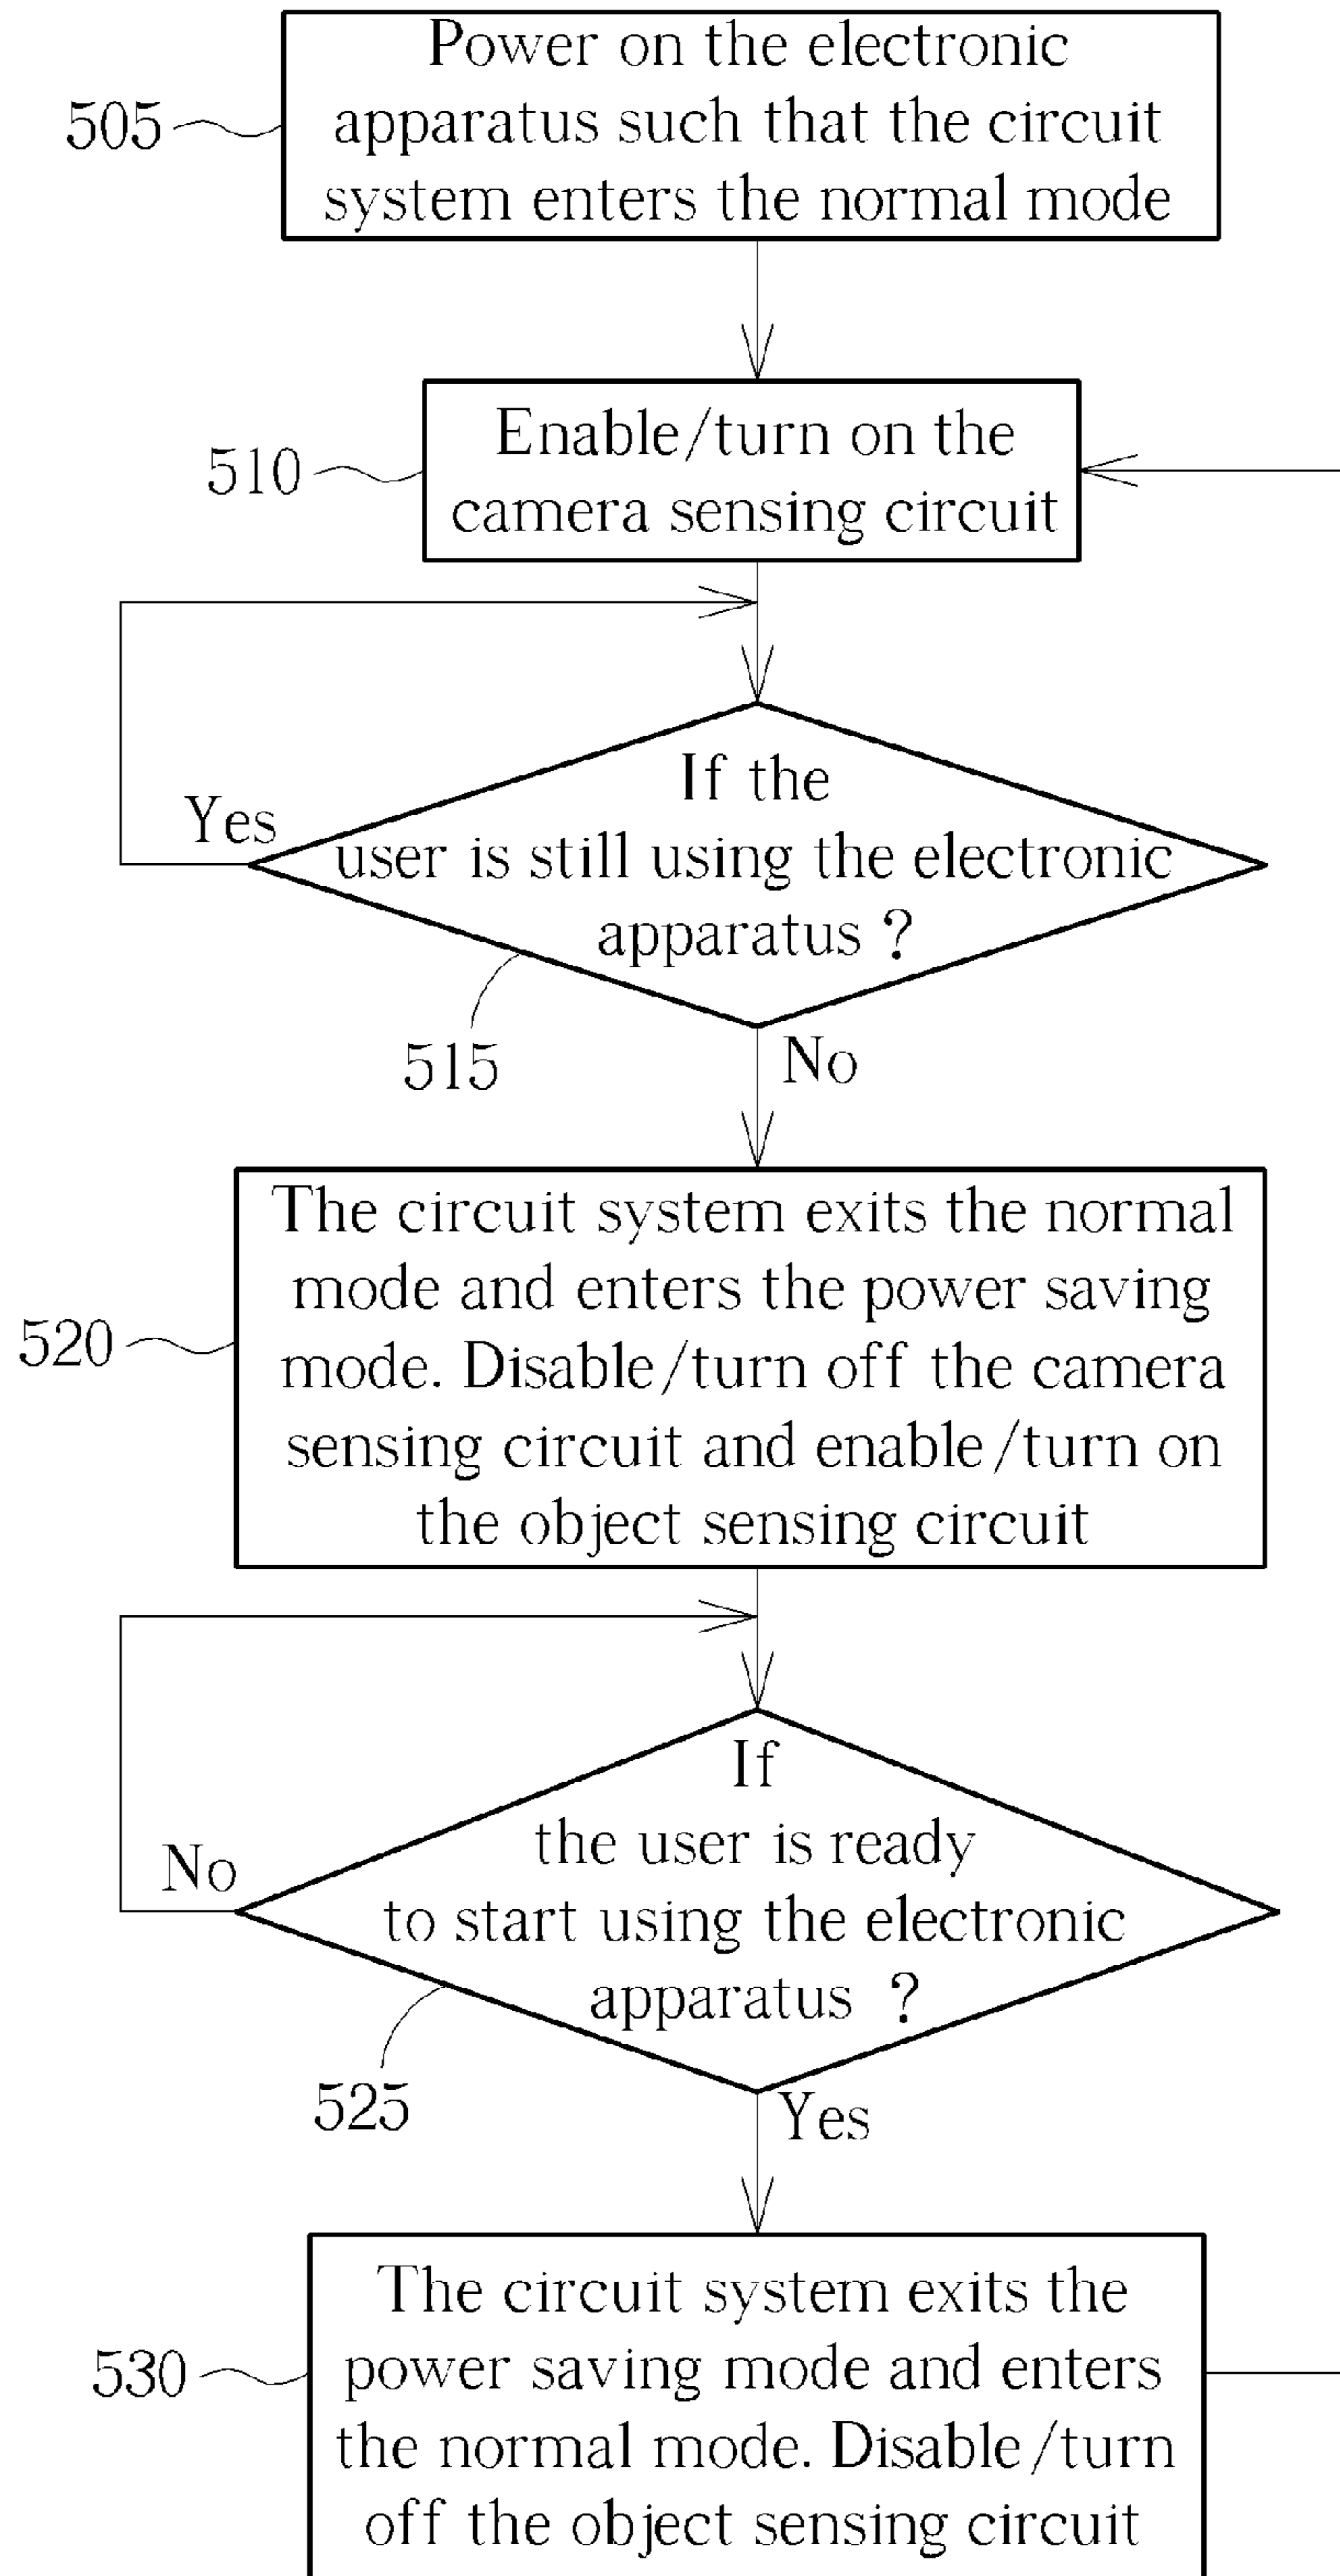 Power on the electronic
apparatus such that the circuit
system enters the normal mode
505
Enable/turn on the
camera sensing circuit
510
If the
user is still using the electronic
apparatus ?
Yes
515
No
The circuit system exits the normal
mode and enters the power saving
mode. Disable/turn off the camera
sensing circuit and enable/turn on
the object sensing circuit
520
If
the user is ready
to start using the electronic
apparatus ?
No
525
Yes
The circuit system exits the
power saving mode and enters
the normal mode. Disable/turn
off the object sensing circuit
530